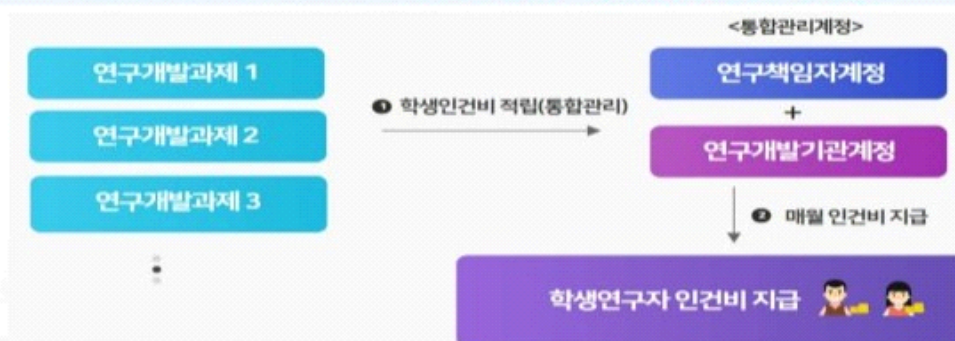 <통합관리계정>
연구개발과제 1
연구책임자계정
❶ 학생인건비 적립(통합관리)
+
연구개발과제 2
연구개발기관계정
연구개발과제 3
❷ 매월 인건비 지급
학생연구자 인건비 지급